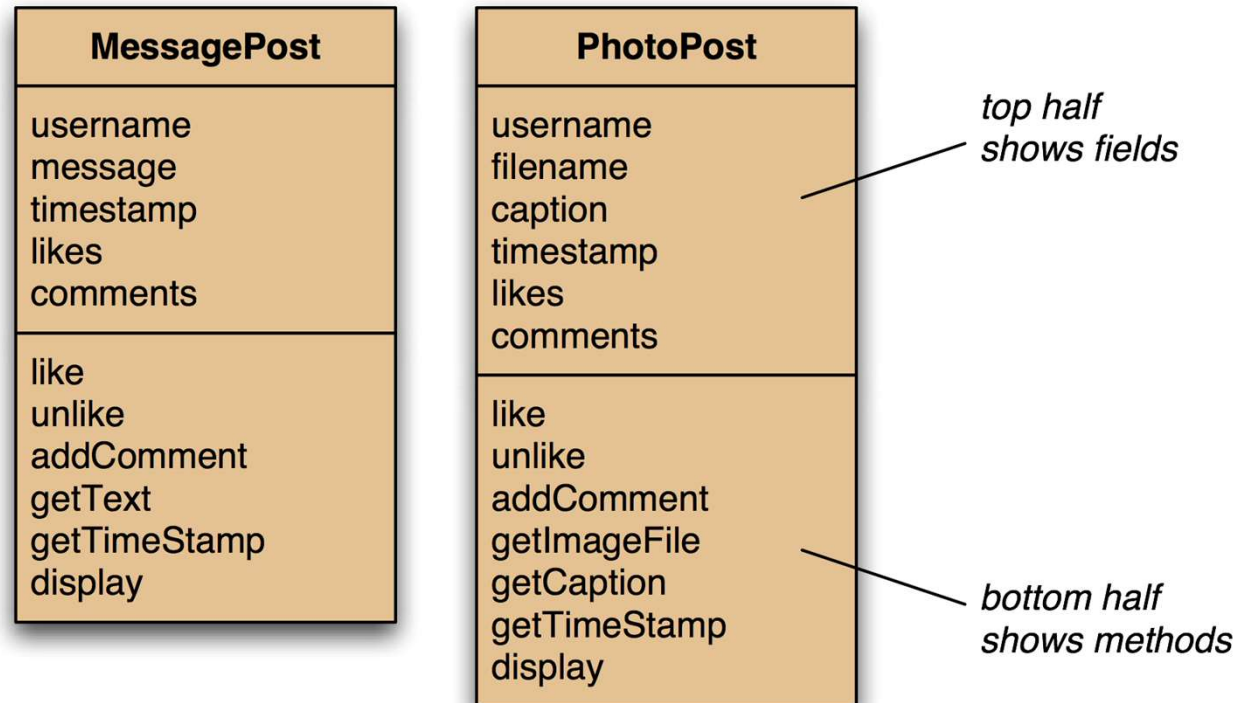 MessagePost
username
message
timestamp
likes
comments
like
unlike
addComment
getText
getTimeStamp
display
PhotoPost
username
filename
caption
timestamp
likes
comments
like
unlike
addComment
getImageFile
getCaption
getTimeStamp
display
top half
shows fields
bottom half
shows methods